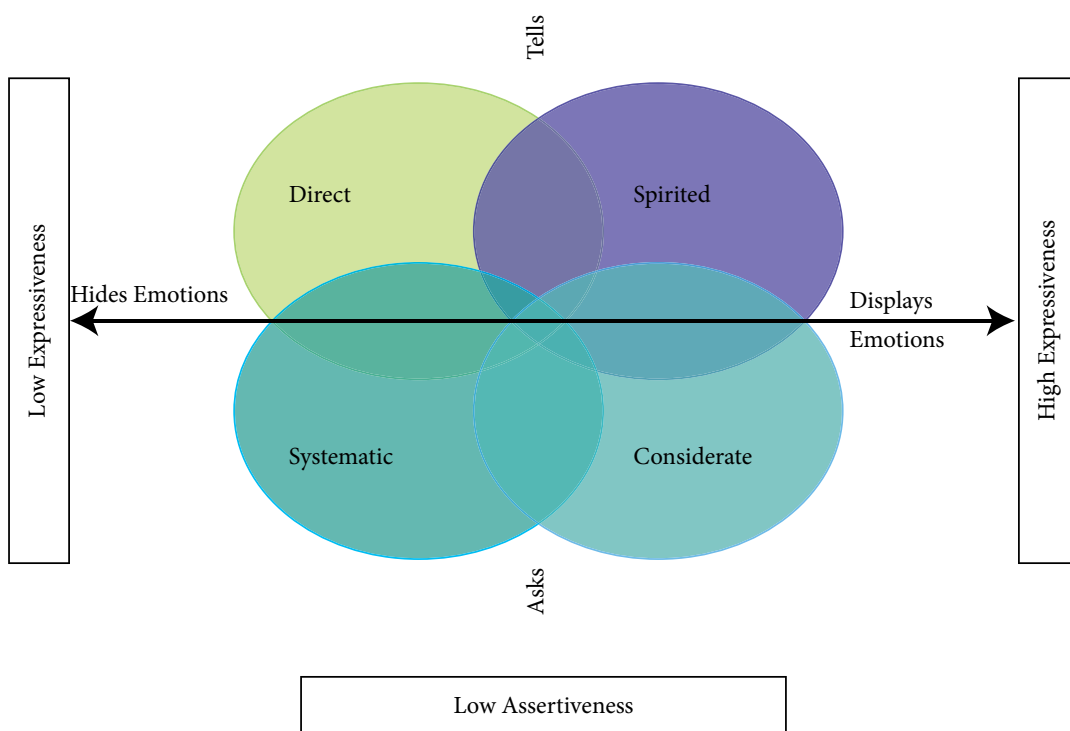 Tells
Direct
Spirited
Low Expressiveness
Hides Emotions
Displays
Emotions
High Expressiveness
Systematic
Considerate
Asks
Low Assertiveness